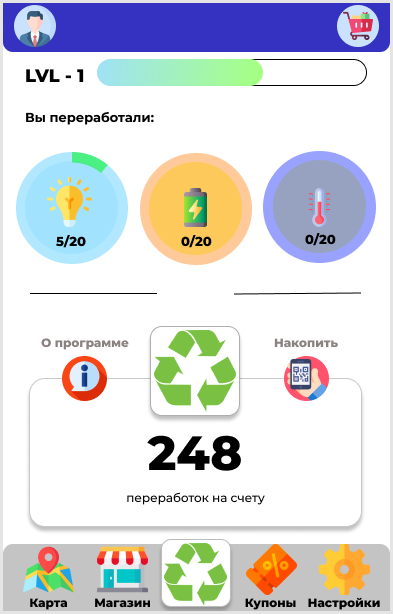 LVL - 1
Вы переработали:
5/20
0/20
0/20
О программе
Накопить
248
переработок на счету
Карта
Магазин
Купоны
Настройки